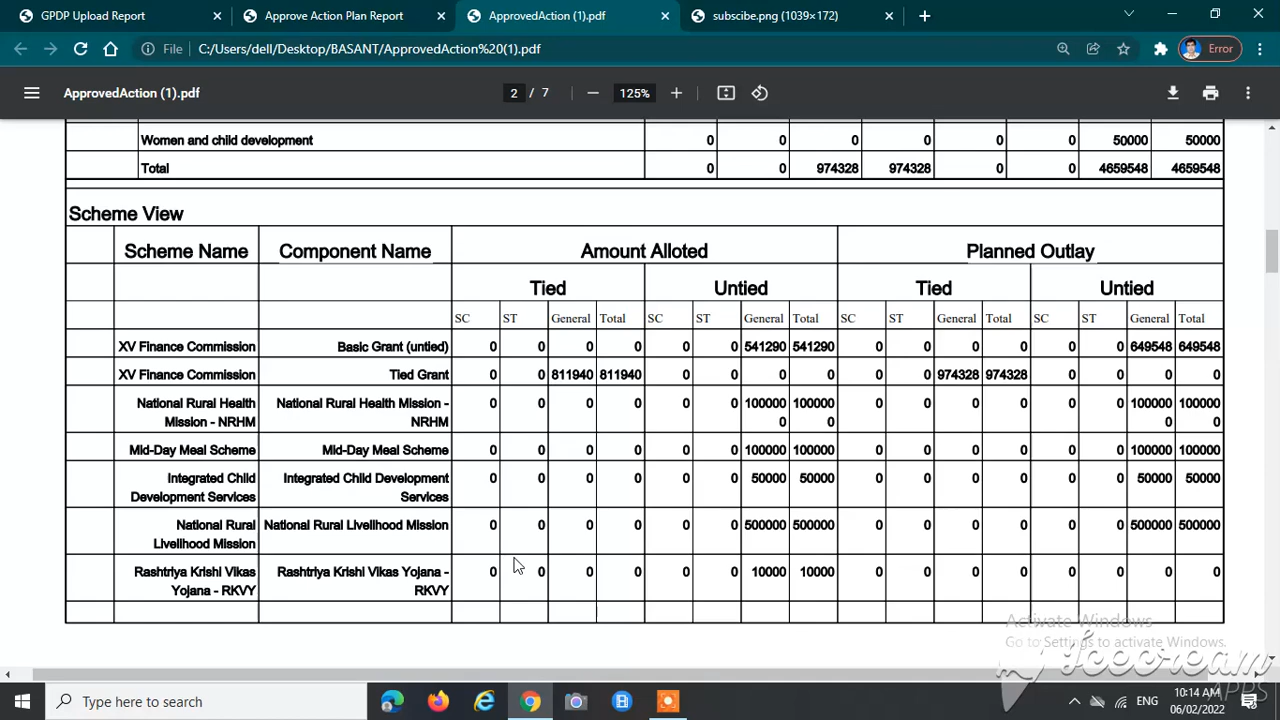 GPDP Upload Report
Approve Action Plan Report
ApprovedAction (1).pdf
subscibe.png (1039×172)
File C:/Users/dell/Desktop/BASANT/ApprovedAction%20(1).pdf
Error
ApprovedAction (1).pdf
2 / 7
125%
Women and child development 0 0 0 0 0 0 50000 50000
Total 0 0 974328 974328 0 0 4659548 4659548
Scheme View
Scheme Name Component Name Amount Alloted Planned Outlay
Tied Untied Tied Untied
SC ST General Total SC ST General Total SC ST General Total SC ST General Total
XV Finance Commission Basic Grant (untied) 0 0 0 0 0 0 541290 541290 0 0 0 0 0 0 649548 649548
XV Finance Commission Tied Grant 0 0 811940 811940 0 0 0 0 0 0 974328 974328 0 0 0 0
National Rural Health National Rural Health Mission - 0 0 0 0 0 0 100000 100000 0 0 0 0 0 0 100000 100000
Mission - NRHM NRHM 0 0 0 0
Mid-Day Meal Scheme Mid-Day Meal Scheme 0 0 0 0 0 0 100000 100000 0 0 0 0 0 0 100000 100000
Integrated Child Integrated Child Development 0 0 0 0 0 0 50000 50000 0 0 0 0 0 0 50000 50000
Development Services Services
National Rural National Rural Livelihood Mission 0 0 0 0 0 0 500000 500000 0 0 0 0 0 0 500000 500000
Livelihood Mission
Rashtriya Krishi Vikas Rashtriya Krishi Vikas Yojana - 0 0 0 0 0 0 10000 10000 0 0 0 0 0 0 0 0
Yojana - RKVY RKVY
Activate Windows
Go to Settings to activate Windows.
Icecream
APPS
Type here to search
ENG
10:14 AM
06/02/2022